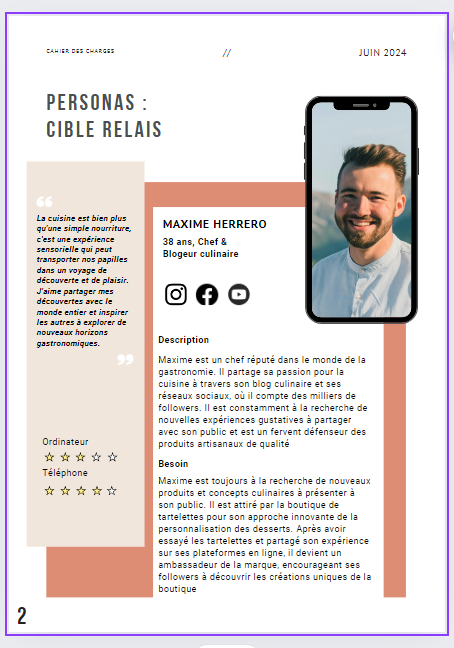 CAHIER DES CHARGES
//
JUIN 2024
PERSONAS :
CIBLE RELAIS
La cuisine est bien plus
qu'une simple nourriture,
c'est une expérience
sensorielle qui peut
transporter nos papilles
dans un voyage de
découverte et de plaisir.
J'aime partager mes
découvertes avec le
monde entier et inspirer
les autres à explorer de
nouveaux horizons
gastronomiques.
Ordinateur
Téléphone
MAXIME HERRERO
38 ans, Chef &
Blogeur culinaire
Description
Maxime est un chef réputé dans le monde de la
gastronomie. Il partage sa passion pour la
cuisine à travers son blog culinaire et ses
réseaux sociaux, où il compte des milliers de
followers. Il est constamment à la recherche de
nouvelles expériences gustatives à partager
avec son public et est un fervent défenseur des
produits artisanaux de qualité
Besoin
Maxime est toujours à la recherche de nouveaux
produits et concepts culinaires à présenter à
son public. Il est attiré par la boutique de
tartelettes pour son approche innovante de la
personnalisation des desserts. Après avoir
essayé les tartelettes et partagé son expérience
sur ses plateformes en ligne, il devient un
ambassadeur de la marque, encourageant ses
followers à découvrir les créations uniques de la
boutique
2